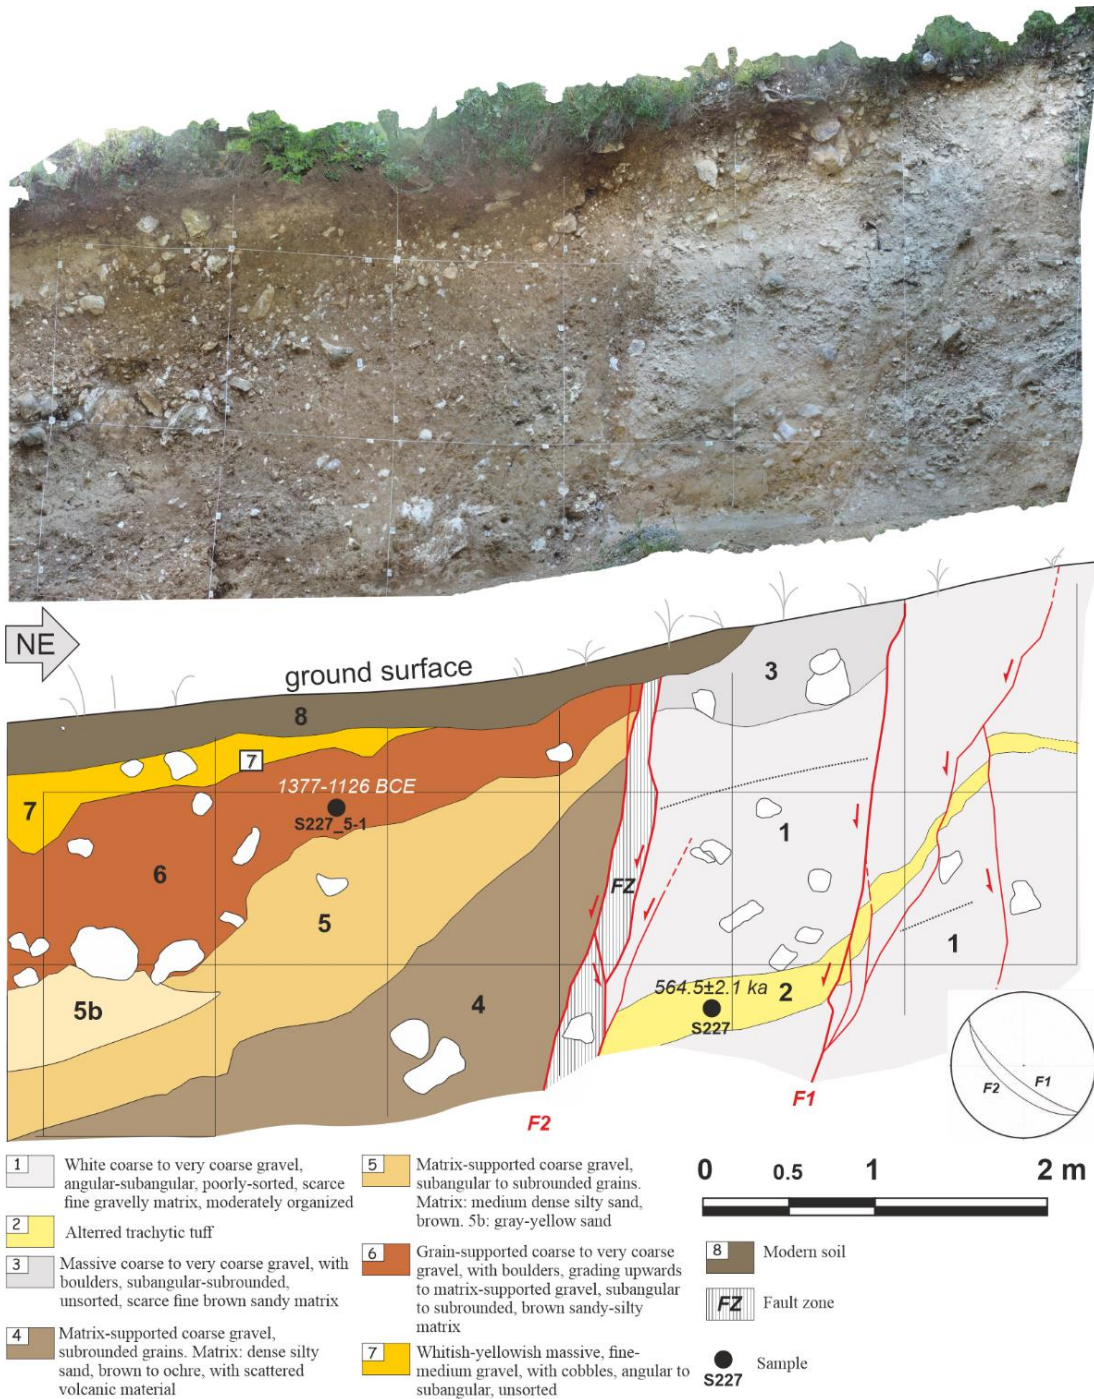 NE
ground surface
8
3
7
1377-1126 BCE
S227_5-1
7
6
5
1
FZ
1
5b
4
564.5±2.1 ka
2
S227
F1
F2
F2
F1
1
White coarse to very coarse gravel,
angular-subangular, poorly-sorted, scarce
fine gravelly matrix, moderately organized
2
Alterred trachytic tuff
3
Massive coarse to very coarse gravel, with
boulders, subangular-subrounded,
unsorted, scarce fine brown sandy matrix
4
Matrix-supported coarse gravel,
subrounded grains. Matrix: dense silty
sand, brown to ochre, with scattered
volcanic material
5
Matrix-supported coarse gravel,
subangular to subrounded grains.
Matrix: medium dense silty sand,
brown. 5b: gray-yellow sand
6
Grain-supported coarse to very coarse
gravel, with boulders, grading upwards
to matrix-supported gravel, subangular
to subrounded, brown sandy-silty
matrix
7
Whitish-yellowish massive, fine-
medium gravel, with cobbles, angular to
subangular, unsorted
0 0.5 1 2 m
8
Modern soil
FZ
Fault zone
Sample
S227